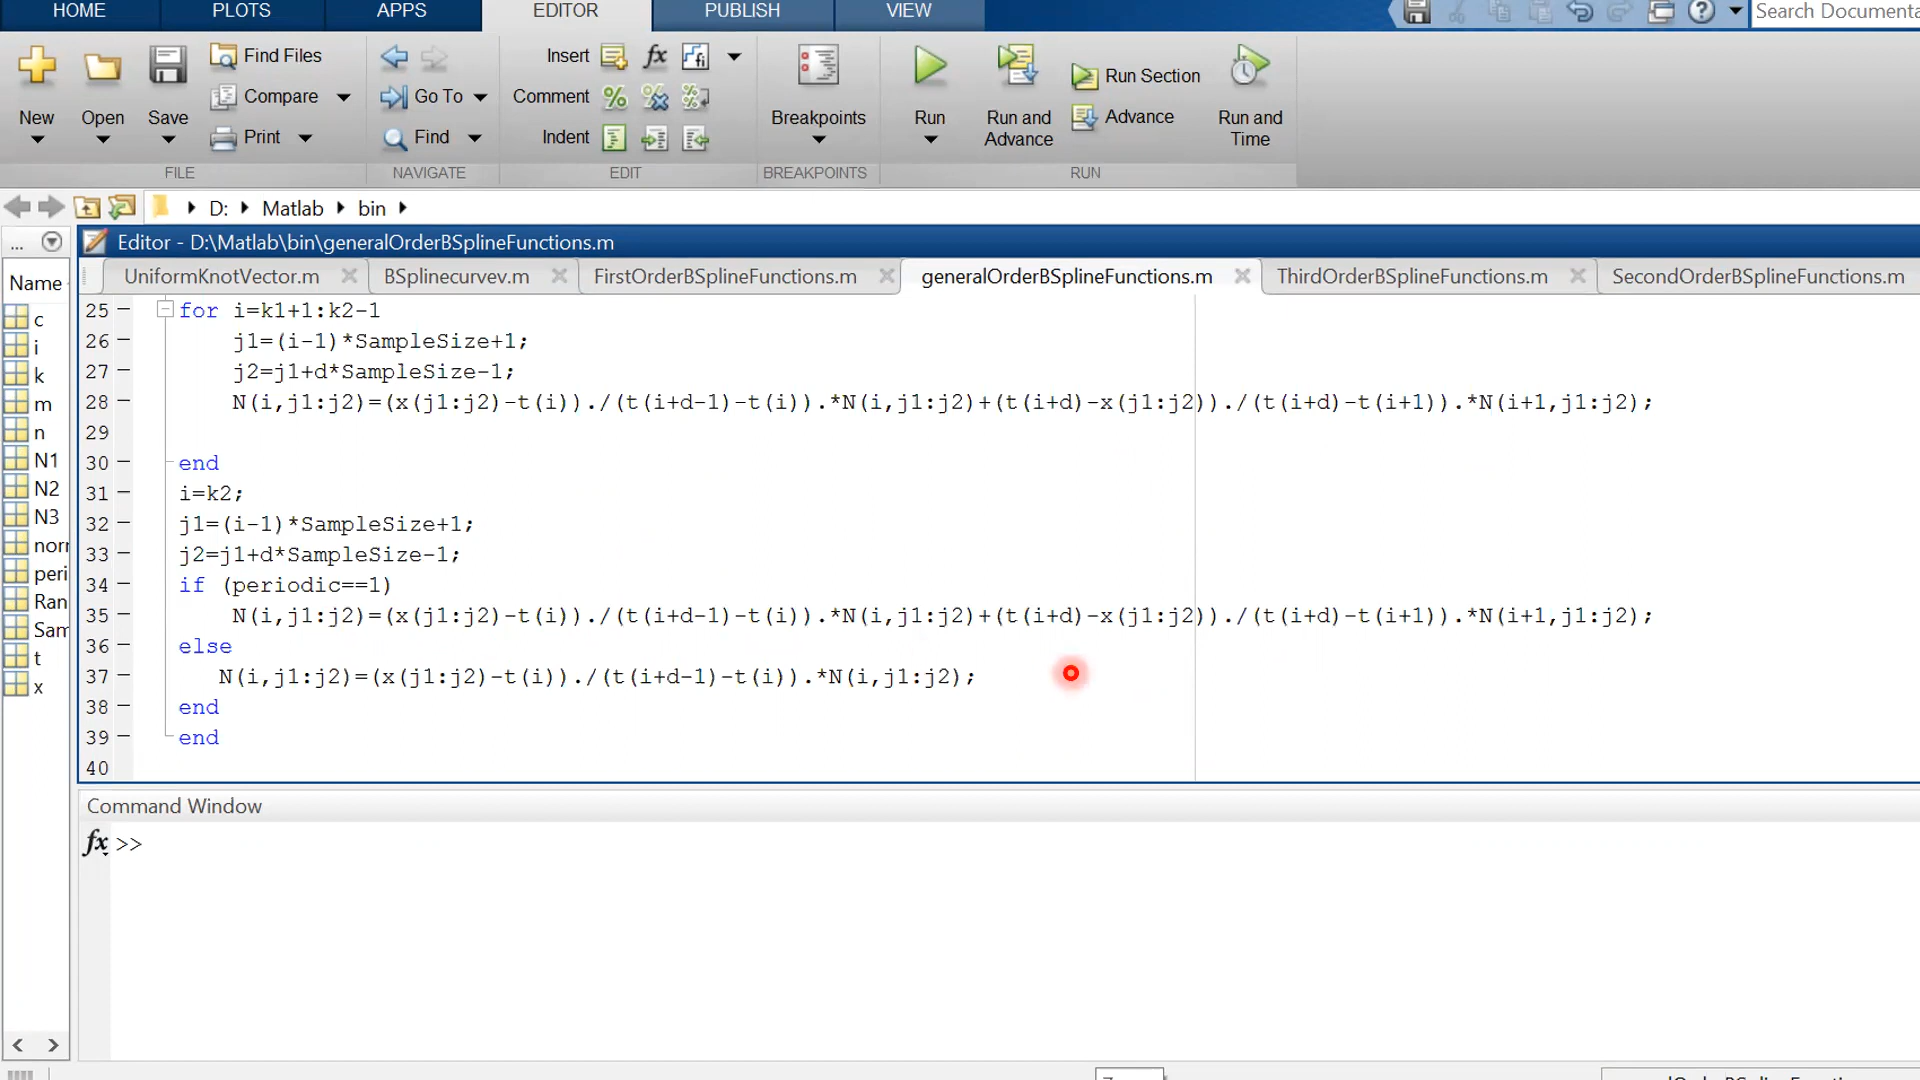 HOME PLOTS APPS EDITOR PUBLISH VIEW
Search Documenta
New Open Save Find Files Compare Print
Go To Find
Insert fx fi
Comment
Indent
Breakpoints
Run Run and Advance Run Section Advance Run and Time
FILE NAVIGATE EDIT BREAKPOINTS RUN
D: Matlab bin
... Editor - D:\Matlab\bin\generalOrderBSplineFunctions.m
UniformKnotVector.m BSplinecurvev.m FirstOrderBSplineFunctions.m generalOrderBSplineFunctions.m ThirdOrderBSplineFunctions.m SecondOrderBSplineFunctions.m
Name
c
i
k
m
n
N1
N2
N3
norr
peri
Ran
Sam
t
x
25 for i=k1+1:k2-1
26 j1=(i-1)*SampleSize+1;
27 j2=j1+d*SampleSize-1;
28 N(i,j1:j2)=(x(j1:j2)-t(i))./(t(i+d-1)-t(i)).*N(i,j1:j2)+(t(i+d)-x(j1:j2))./(t(i+d)-t(i+1)).*N(i+1,j1:j2);
29
30 end
31 i=k2;
32 j1=(i-1)*SampleSize+1;
33 j2=j1+d*SampleSize-1;
34 if (periodic==1)
35 N(i,j1:j2)=(x(j1:j2)-t(i))./(t(i+d-1)-t(i)).*N(i,j1:j2)+(t(i+d)-x(j1:j2))./(t(i+d)-t(i+1)).*N(i+1,j1:j2);
36 else
37 N(i,j1:j2)=(x(j1:j2)-t(i))./(t(i+d-1)-t(i)).*N(i,j1:j2);
38 end
39 end
40
Command Window
fx >>